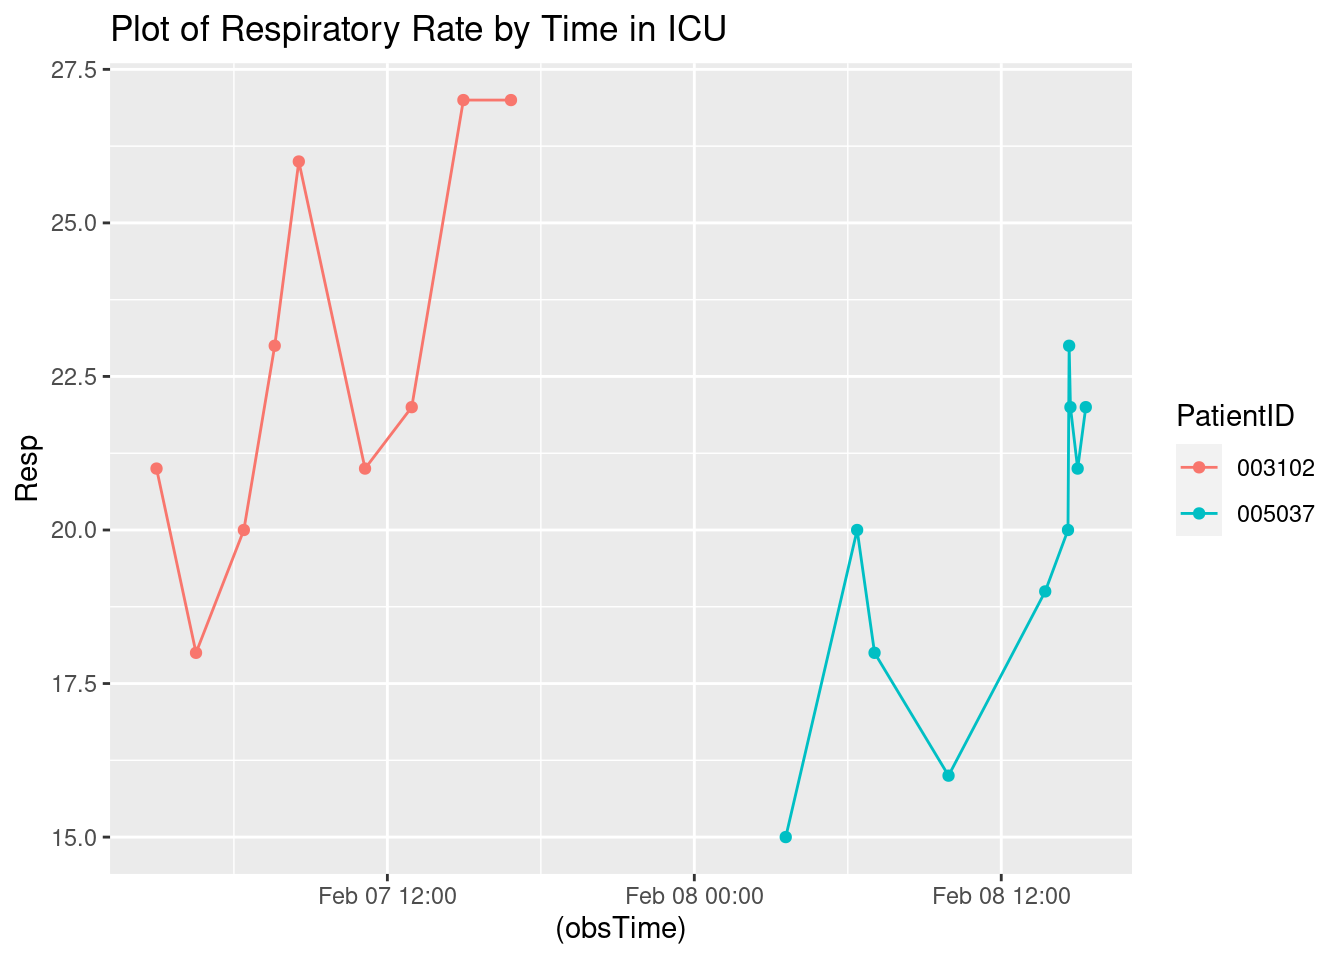 Plot of Respiratory Rate by Time in ICU
27.5
25.0
22.5
20.0
17.5
15.0
Resp
Feb 07 12:00
Feb 08 00:00
Feb 08 12:00
(obsTime)
PatientID
003102
005037